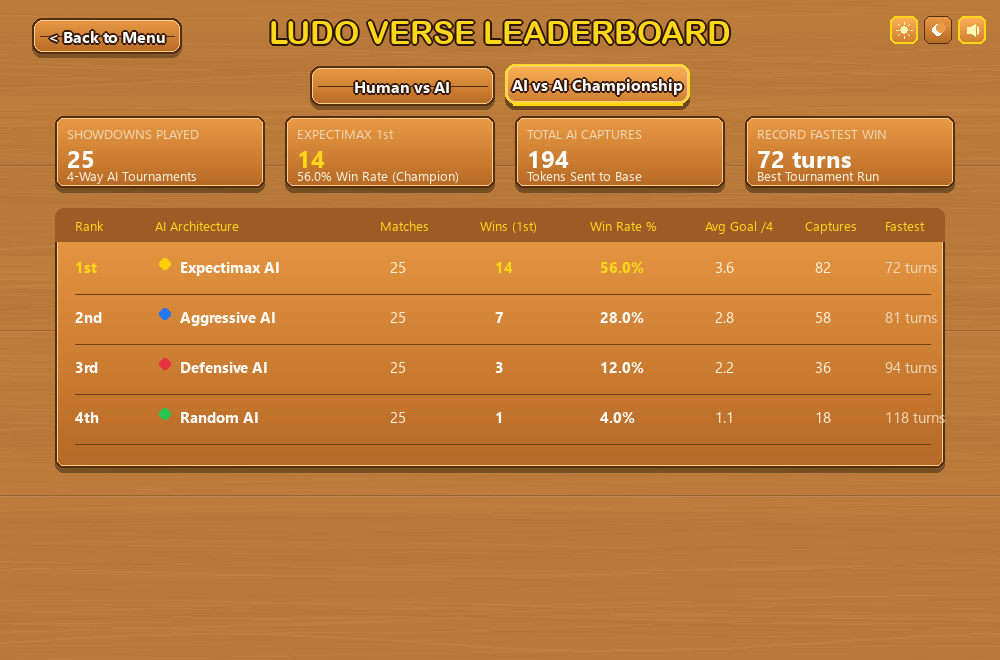 < Back to Menu
LUDO VERSE LEADERBOARD
Human vs AI
AI vs AI Championship
SHOWDOWNS PLAYED
25
4-Way AI Tournaments
EXPECTIMAX 1st
14
56.0% Win Rate (Champion)
TOTAL AI CAPTURES
194
Tokens Sent to Base
RECORD FASTEST WIN
72 turns
Best Tournament Run
Rank AI Architecture Matches Wins (1st) Win Rate % Avg Goal /4 Captures Fastest
1st Expectimax AI 25 14 56.0% 3.6 82 72 turns
2nd Aggressive AI 25 7 28.0% 2.8 58 81 turns
3rd Defensive AI 25 3 12.0% 2.2 36 94 turns
4th Random AI 25 1 4.0% 1.1 18 118 turns